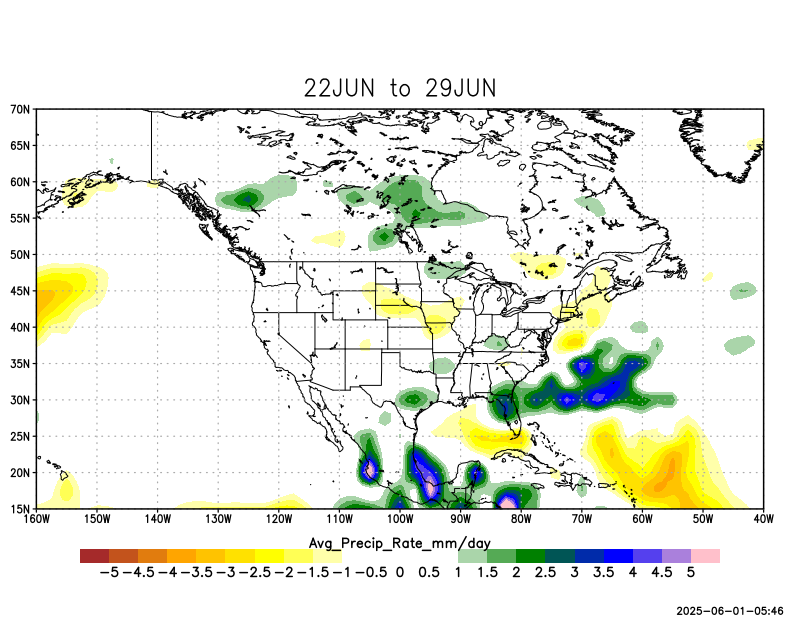 22JUN to 29JUN
70N
65N
60N
55N
50N
45N
40N
35N
30N
25N
20N
15N
160W 150W 140W 130W 120W 110W 100W 90W 80W 70W 60W 50W 40W
Avg_Precip_Rate_mm/day
-5 -4.5 -4 -3.5 -3 -2.5 -2 -1.5 -1 -0.5 0 0.5 1 1.5 2 2.5 3 3.5 4 4.5 5
2025-06-01-05:46